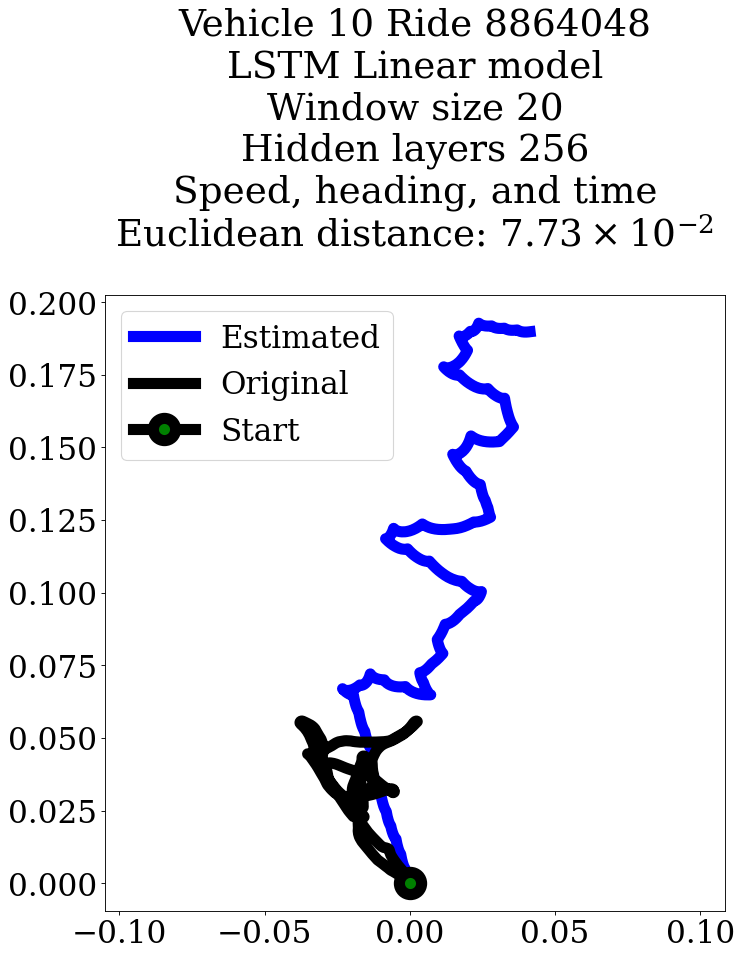 Vehicle 10 Ride 8864048
LSTM Linear model
Window size 20
Hidden layers 256
Speed, heading, and time
Euclidean distance: 7.73 × 10⁻²
0.200
0.175
0.150
0.125
0.100
0.075
0.050
0.025
0.000
Estimated
Original
Start
−0.10 −0.05 0.00 0.05 0.10